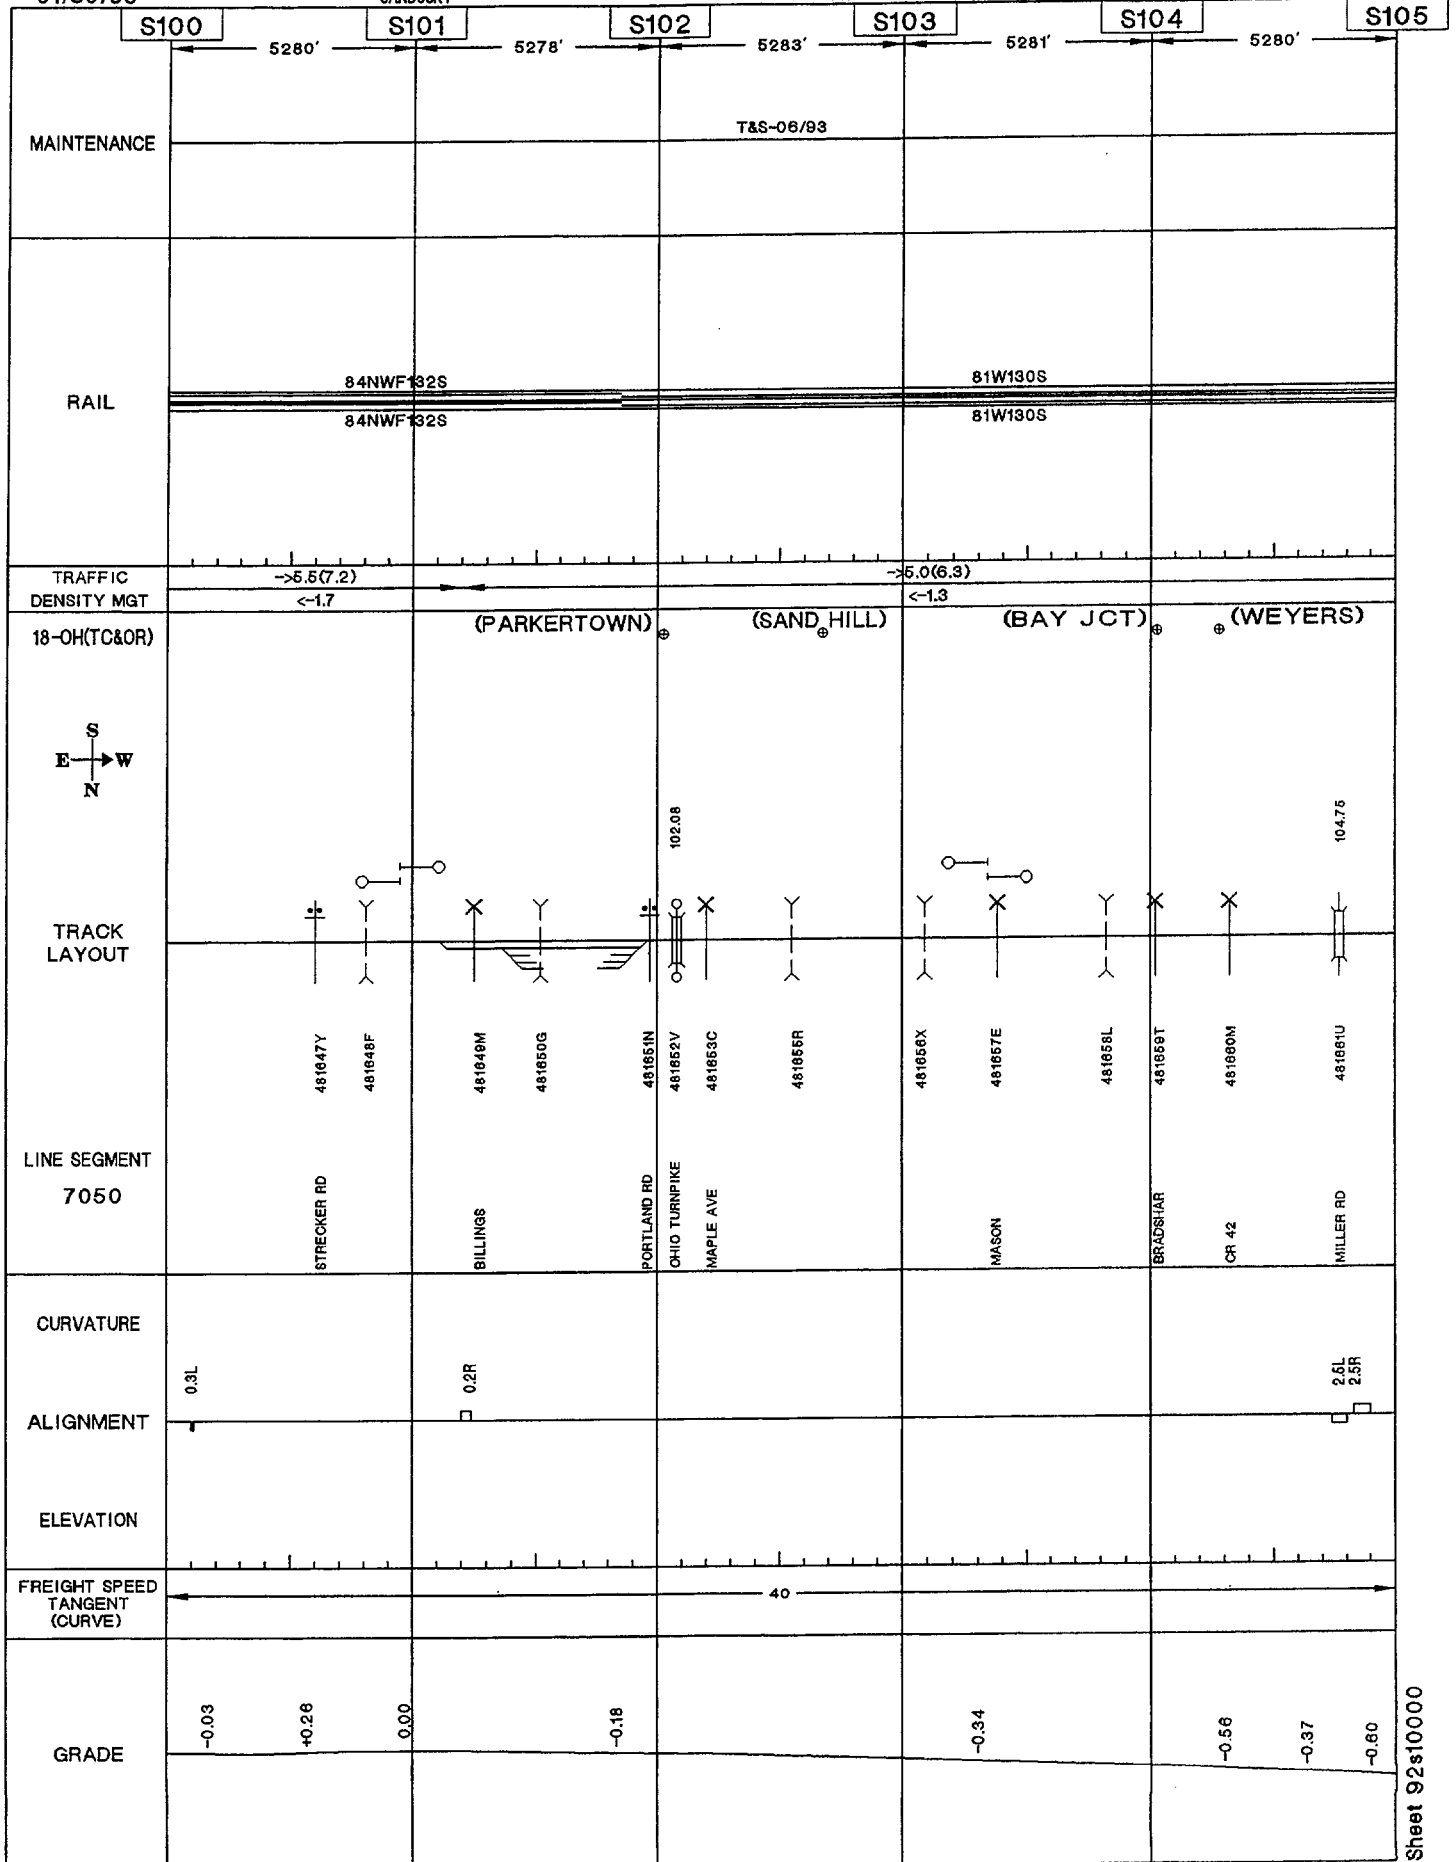 S100 S101 S102 S103 S104 S105
5280' 5278' 5283' 5281' 5280'
MAINTENANCE
T&S-06/93
RAIL
84NWF132S 81W130S
84NWF132S 81W130S
TRAFFIC
DENSITY MGT
->5.5(7.2) ->5.0(6.3)
<-1.7 <-1.3
18-OH(TC&OR)
(PARKERTOWN) (SAND HILL) (BAY JCT) (WEYERS)
S
E W
N
102.08 104.75
TRACK
LAYOUT
481647Y 481648F 481649M 481650G 481651N 481652V 481653C 481655R 481656X 481657E 481658L 481659T 481660M 481661U
LINE SEGMENT
7050
STRECKER RD BILLINGS PORTLAND RD OHIO TURNPIKE MAPLE AVE MASON BRADSHAR CR 42 MILLER RD
CURVATURE
0.3L 0.2R 2.5R
ALIGNMENT
ELEVATION
FREIGHT SPEED
TANGENT
(CURVE)
40
GRADE
-0.03 +0.26 0.00 -0.18 -0.34 -0.56 -0.37 -0.60
Sheet 92s10000